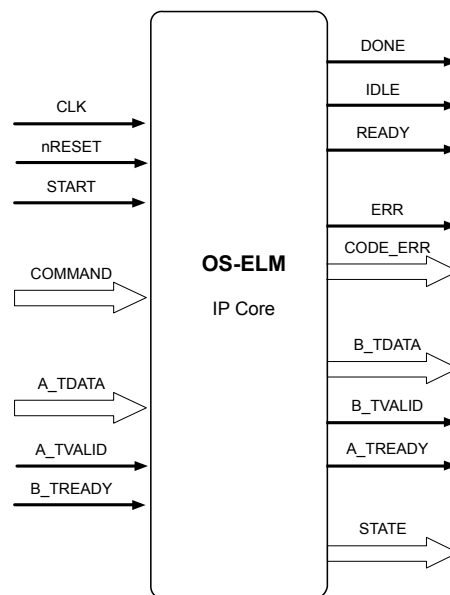 CLK
nRESET
START
COMMAND
A_TDATA
A_TVALID
B_TREADY
OS-ELM
IP Core
DONE
IDLE
READY
ERR
CODE_ERR
B_TDATA
B_TVALID
A_TREADY
STATE